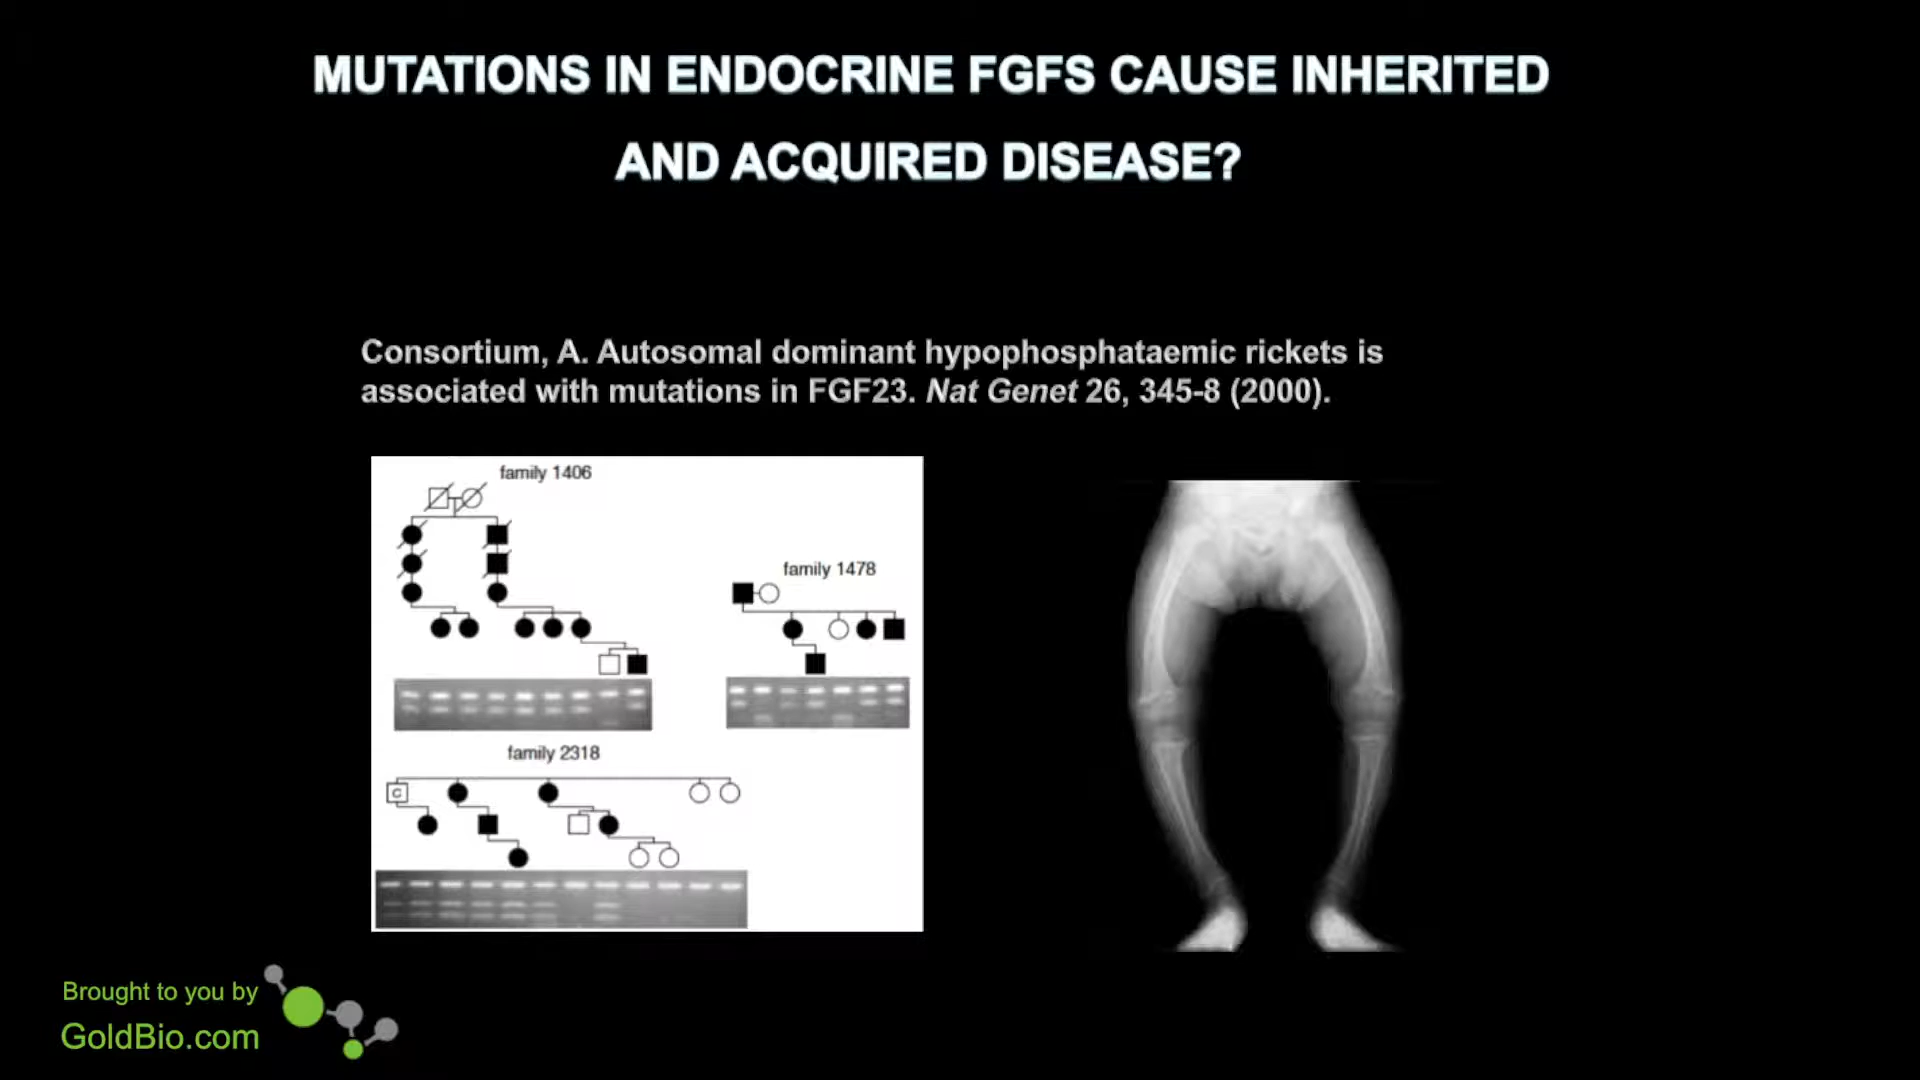 MUTATIONS IN ENDOCRINE FGFS CAUSE INHERITED
AND ACQUIRED DISEASE?
Consortium, A. Autosomal dominant hypophosphataemic rickets is
associated with mutations in FGF23. Nat Genet 26, 345-8 (2000).
family 1406
family 1478
family 2318
C
Brought to you by
GoldBio.com